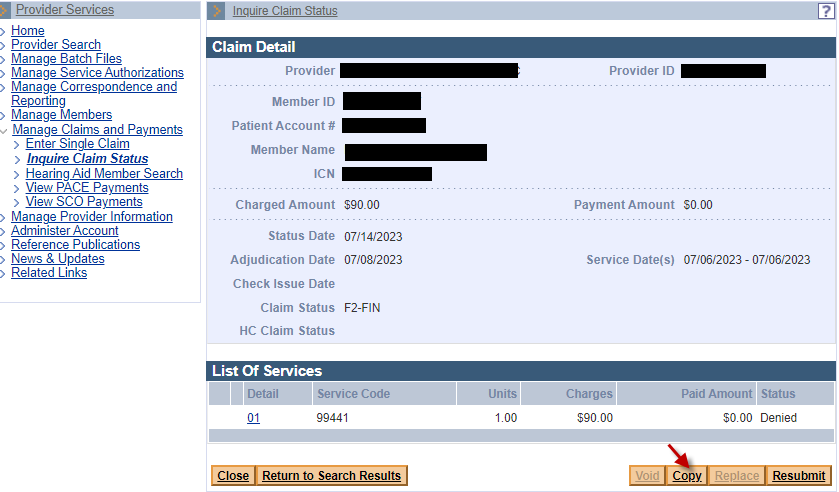 Provider Services
Home
Provider Search
Manage Batch Files
Manage Service Authorizations
Manage Correspondence and
Reporting
Manage Members
Manage Claims and Payments
Enter Single Claim
Inquire Claim Status
Hearing Aid Member Search
View PACE Payments
View SCO Payments
Manage Provider Information
Administer Account
Reference Publications
News & Updates
Related Links
Inquire Claim Status ?
Claim Detail
Provider Provider ID
Member ID
Patient Account #
Member Name
ICN
Charged Amount $90.00 Payment Amount $0.00
Status Date 07/14/2023
Adjudication Date 07/08/2023 Service Date(s) 07/06/2023 - 07/06/2023
Check Issue Date
Claim Status F2-FIN
HC Claim Status
List Of Services
Detail Service Code Units Charges Paid Amount Status
01 99441 1.00 $90.00 $0.00 Denied
Close Return to Search Results Void Copy Replace Resubmit